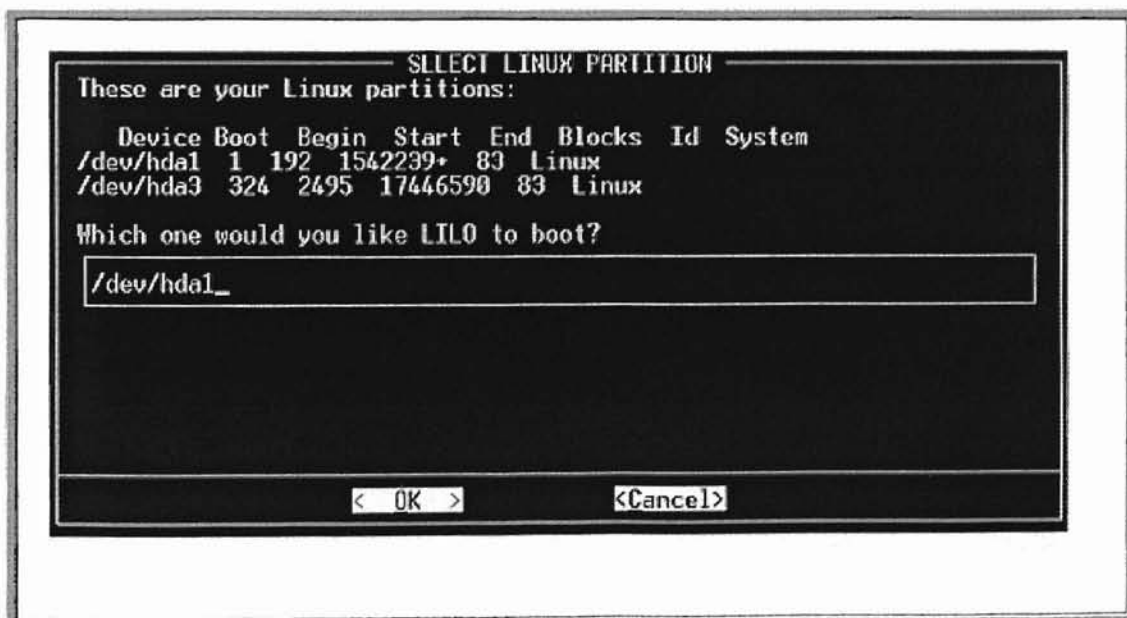 SELECT LINUX PARTITION
These are your Linux partitions:
Device Boot Begin Start End Blocks Id System
/dev/hda1 1 192 1542239+ 83 Linux
/dev/hda3 324 2495 17446590 83 Linux
Which one would you like LILO to boot?
/dev/hda1_
< OK > <Cancel>